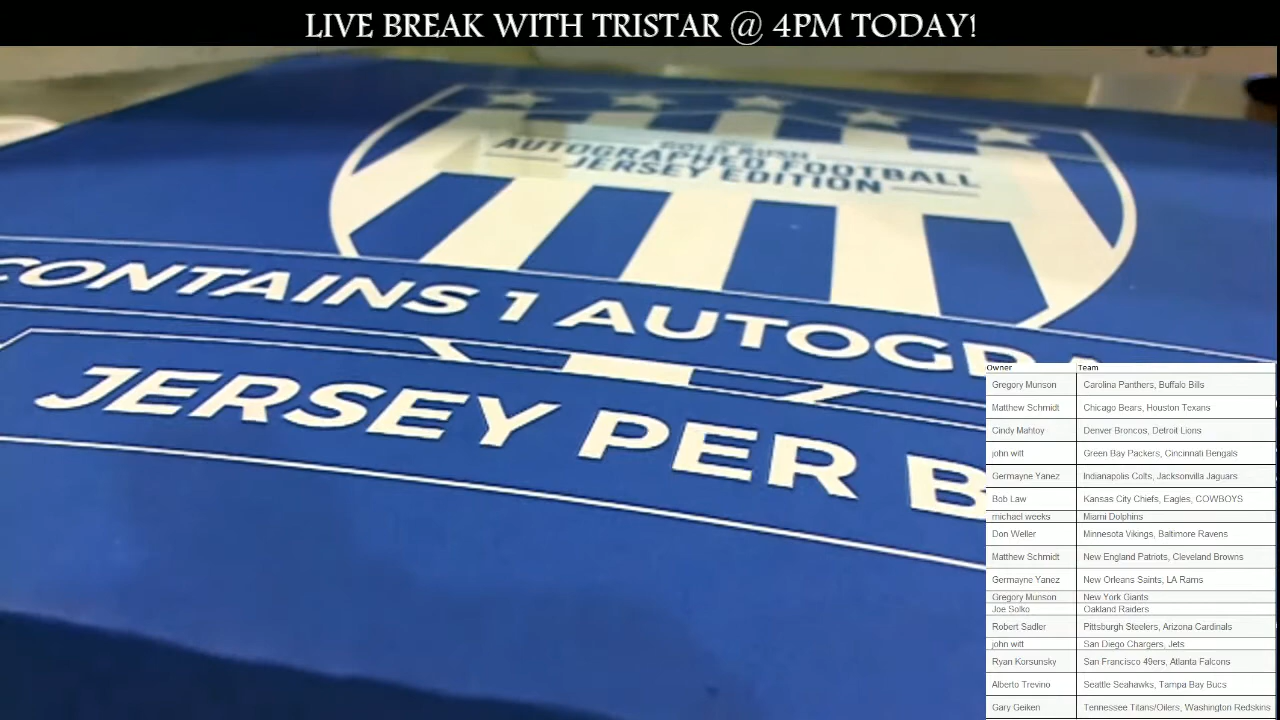 LIVE BREAK WITH TRISTAR @ 4PM TODAY!
GOLD RUSH
AUTOGRAPHED FOOTBALL
JERSEY EDITION
CONTAINS 1 AUTOGRA
JERSEY PER B
Owner Team
Gregory Munson Carolina Panthers, Buffalo Bills
Matthew Schmidt Chicago Bears, Houston Texans
Cindy Mahtoy Denver Broncos, Detroit Lions
john witt Green Bay Packers, Cincinnati Bengals
Germayne Yanez Indianapolis Colts, Jacksonvilla Jaguars
Bob Law Kansas City Chiefs, Eagles, COWBOYS
michael weeks Miami Dolphins
Don Weller Minnesota Vikings, Baltimore Ravens
Matthew Schmidt New England Patriots, Cleveland Browns
Germayne Yanez New Orleans Saints, LA Rams
Gregory Munson New York Giants
Joe Solko Oakland Raiders
Robert Sadler Pittsburgh Steelers, Arizona Cardinals
john witt San Diego Chargers, Jets
Ryan Korsunsky San Francisco 49ers, Atlanta Falcons
Alberto Trevino Seattle Seahawks, Tampa Bay Bucs
Gary Geiken Tennessee Titans/Oilers, Washington Redskins